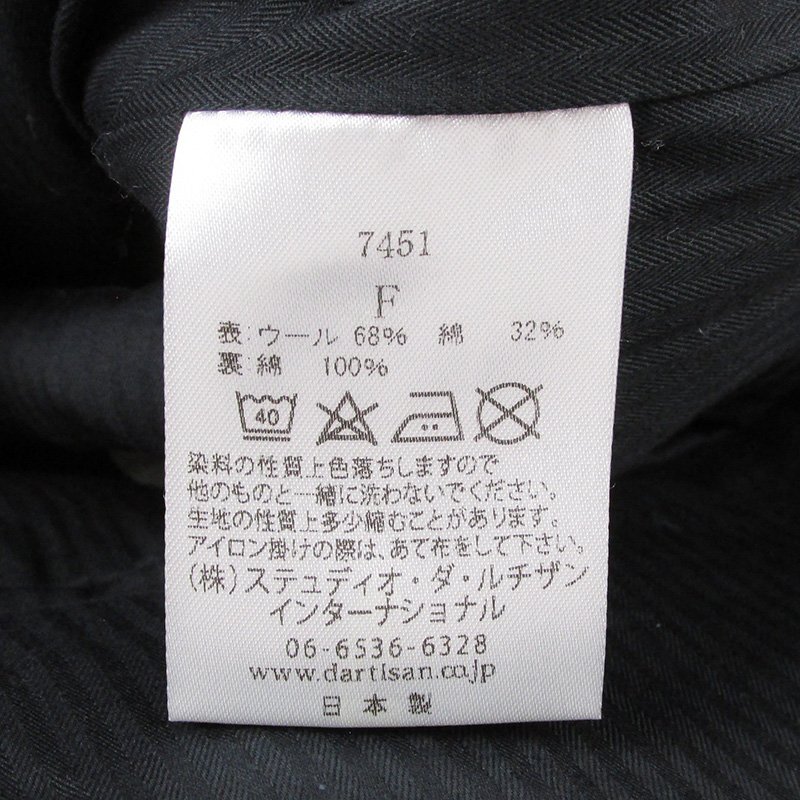 7451
F
表:ウール 68% 綿 32%
裏:綿 100%
40
染料の性質上色落ちしますので
他のものと一緒に洗わないでください。
生地の性質上多少縮むことがあります。
アイロン掛けの際は、あて布をして下さい。
(株)ステュディオ・ダ・ルチザン
インターナショナル
06-6536-6328
www.dartisan.co.jp
日本製